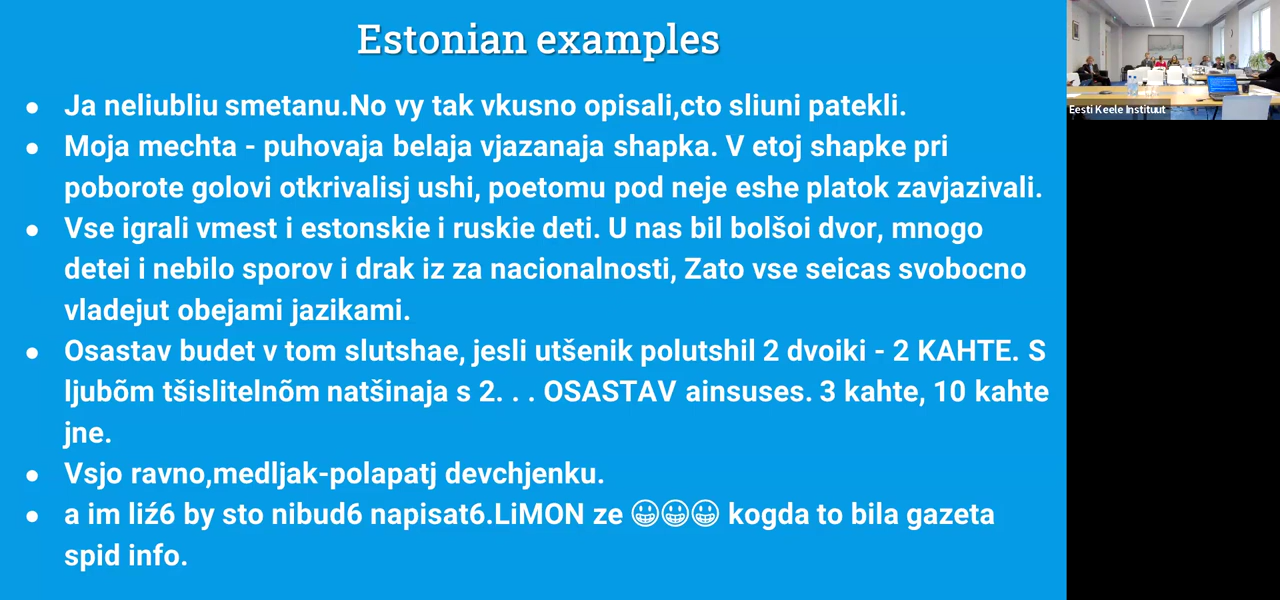 Estonian examples
● Ja neliubliu smetanu.No vy tak vkusno opisali,cto sliuni patekli.
● Moja mechta - puhovaja belaja vjazanaja shapka. V etoj shapke pri
poborote golovi otkrivalisj ushi, poetomu pod neje eshe platok zavjazivali.
● Vse igrali vmest i estonskie i ruskie deti. U nas bil bolšoi dvor, mnogo
detei i nebilo sporov i drak iz za nacionalnosti, Zato vse seicas svobocno
vladejut obejami jazikami.
● Osastav budet v tom slutshae, jesli utšenik polutshil 2 dvoiki - 2 KAHTE. S
ljubõm tšislitelnõm natšinaja s 2. . . OSASTAV ainsuses. 3 kahte, 10 kahte
jne.
● Vsjo ravno,medljak-polapatj devchjenku.
● a im liź6 by sto nibud6 napisat6.LiMON ze 😀😀😀 kogda to bila gazeta
spid info.
Eesti Keele Instituut